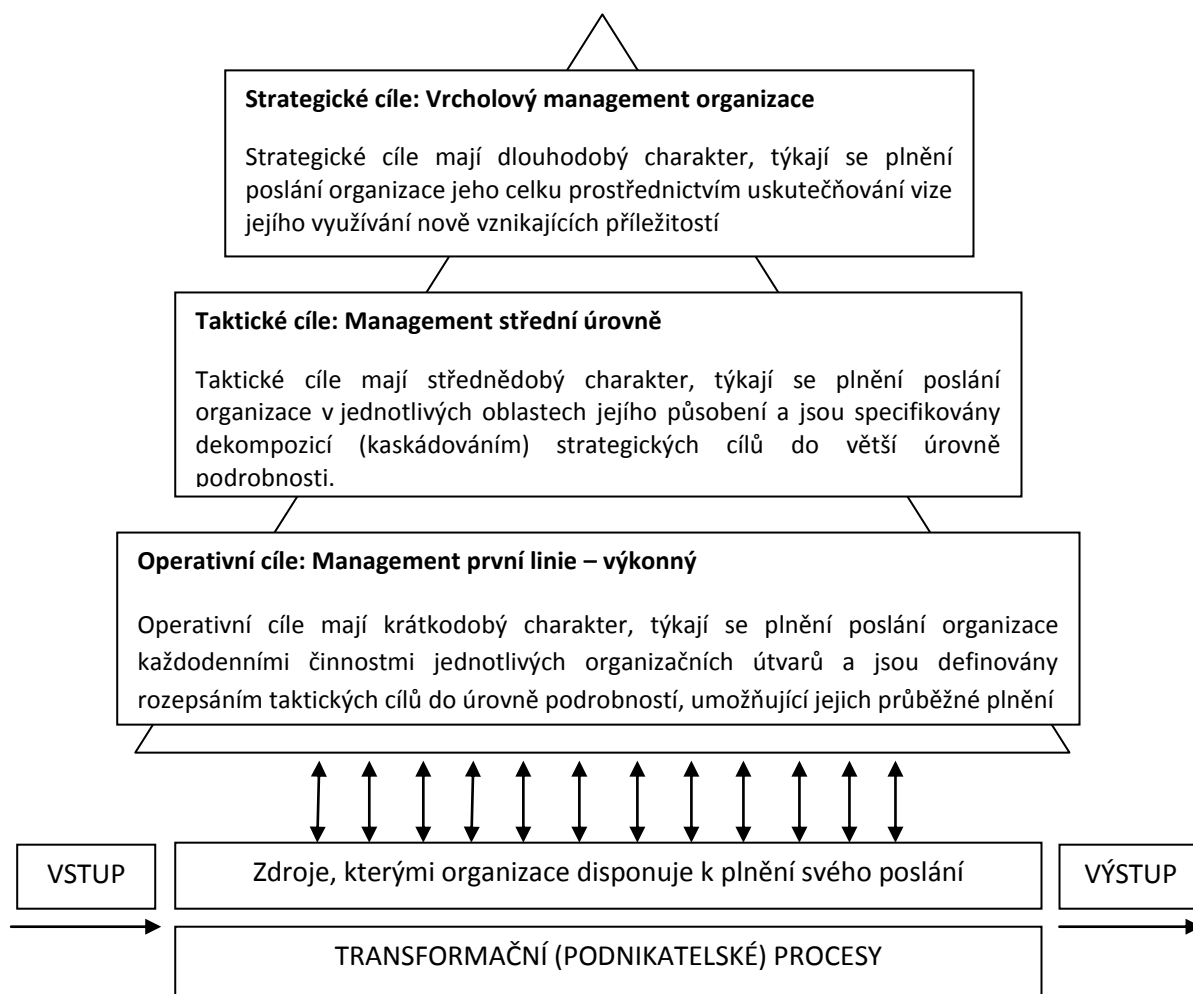 Strategické cíle: Vrcholový management organizace
Strategické cíle mají dlouhodobý charakter, týkají se plnění
poslání organizace jeho celku prostřednictvím uskutečňování vize
jejího využívání nově vznikajících příležitostí
Taktické cíle: Management střední úrovně
Taktické cíle mají střednědobý charakter, týkají se plnění poslání
organizace v jednotlivých oblastech jejího působení a jsou specifikovány
dekompozicí (kaskádováním) strategických cílů do větší úrovně
podrobnosti.
Operativní cíle: Management první linie – výkonný
Operativní cíle mají krátkodobý charakter, týkají se plnění poslání organizace
každodenními činnostmi jednotlivých organizačních útvarů a jsou definovány
rozepsáním taktických cílů do úrovně podrobností, umožňující jejich průběžné plnění
VSTUP
Zdroje, kterými organizace disponuje k plnění svého poslání
VÝSTUP
TRANSFORMAČNÍ (PODNIKATELSKÉ) PROCESY